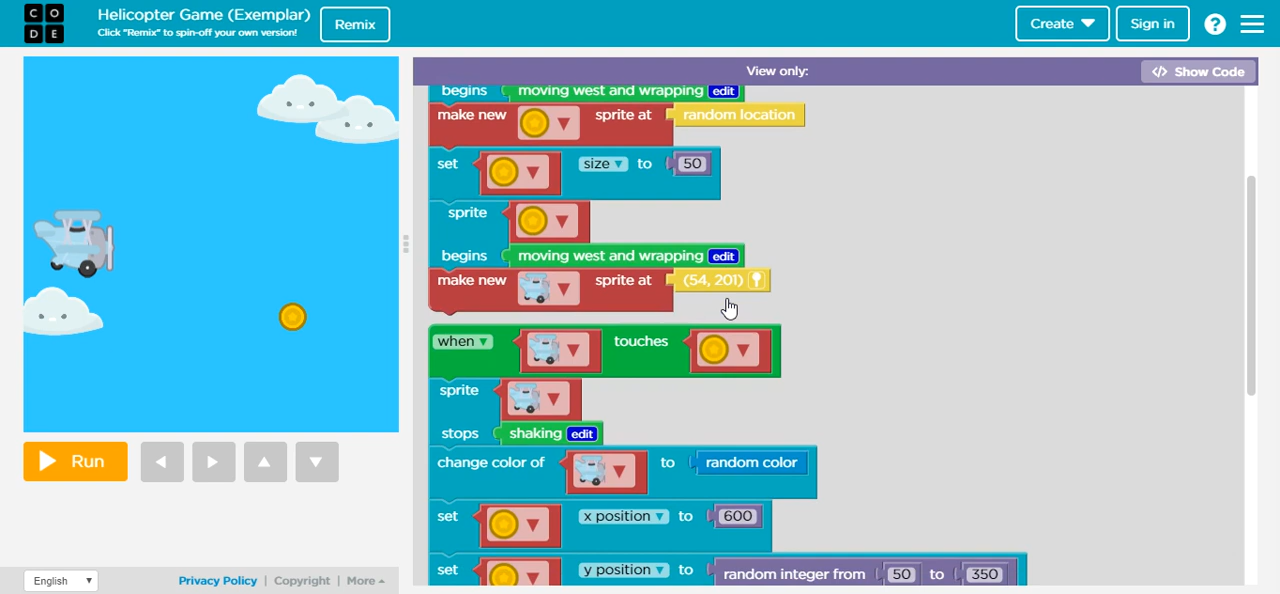 CODE
Helicopter Game (Exemplar)
Click "Remix" to spin-off your own version!
Remix
Create
Sign in
?
View only:
</> Show Code
begins moving west and wrapping edit
make new sprite at random location
set size to 50
sprite
begins moving west and wrapping edit
make new sprite at (54, 201)
when touches
sprite
stops shaking edit
change color of to random color
set x position to 600
set y position to random integer from 50 to 350
Run
English
Privacy Policy | Copyright | More